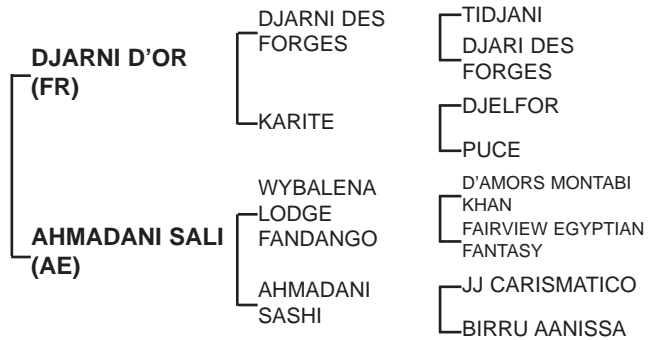 DJARNI D'OR
(FR)
DJARNI DES
FORGES
TIDJANI
DJARI DES
FORGES
KARITE
DJELFOR
PUCE
AHMADANI SALI
(AE)
WYBALENA
LODGE
FANDANGO
D'AMORS MONTABI
KHAN
FAIRVIEW EGYPTIAN
FANTASY
AHMADANI
SASHI
JJ CARISMATICO
BIRRU AANISSA